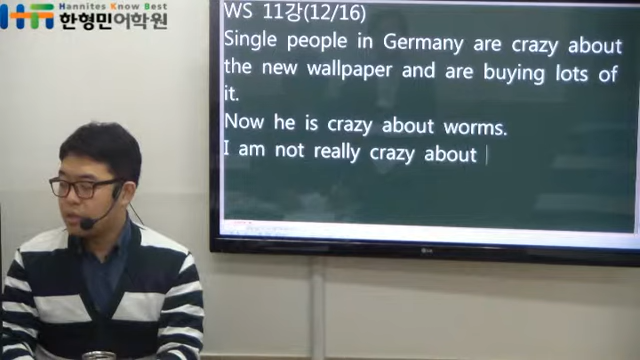 Hannites Know Best
한형민어학원
WS 11강(12/16)
Single people in Germany are crazy about
the new wallpaper and are buying lots of
it.
Now he is crazy about worms.
I am not really crazy about
LG